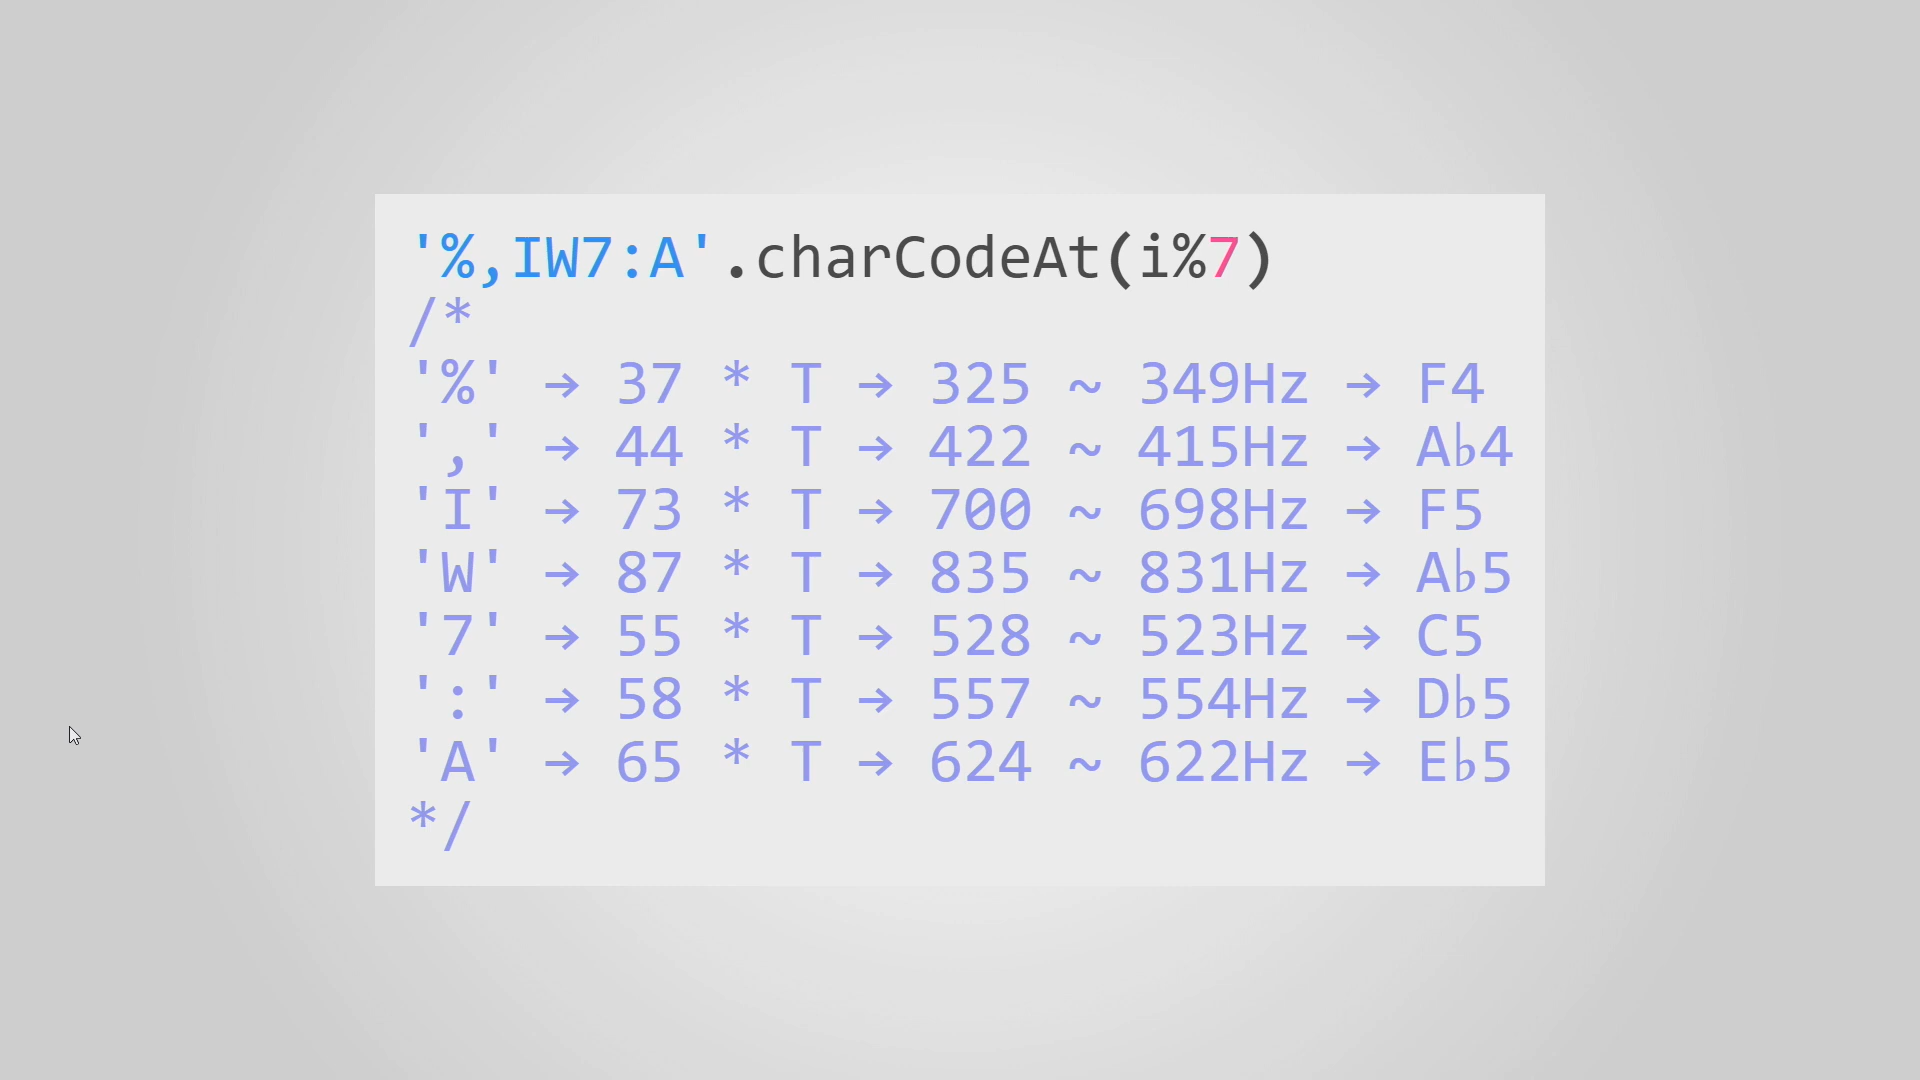 '%,IW7:A'.charCodeAt(i%7)
/*
'%' → 37 * T → 325 ~ 349Hz → F4
',' → 44 * T → 422 ~ 415Hz → A♭4
'I' → 73 * T → 700 ~ 698Hz → F5
'W' → 87 * T → 835 ~ 831Hz → A♭5
'7' → 55 * T → 528 ~ 523Hz → C5
':' → 58 * T → 557 ~ 554Hz → D♭5
'A' → 65 * T → 624 ~ 622Hz → E♭5
*/